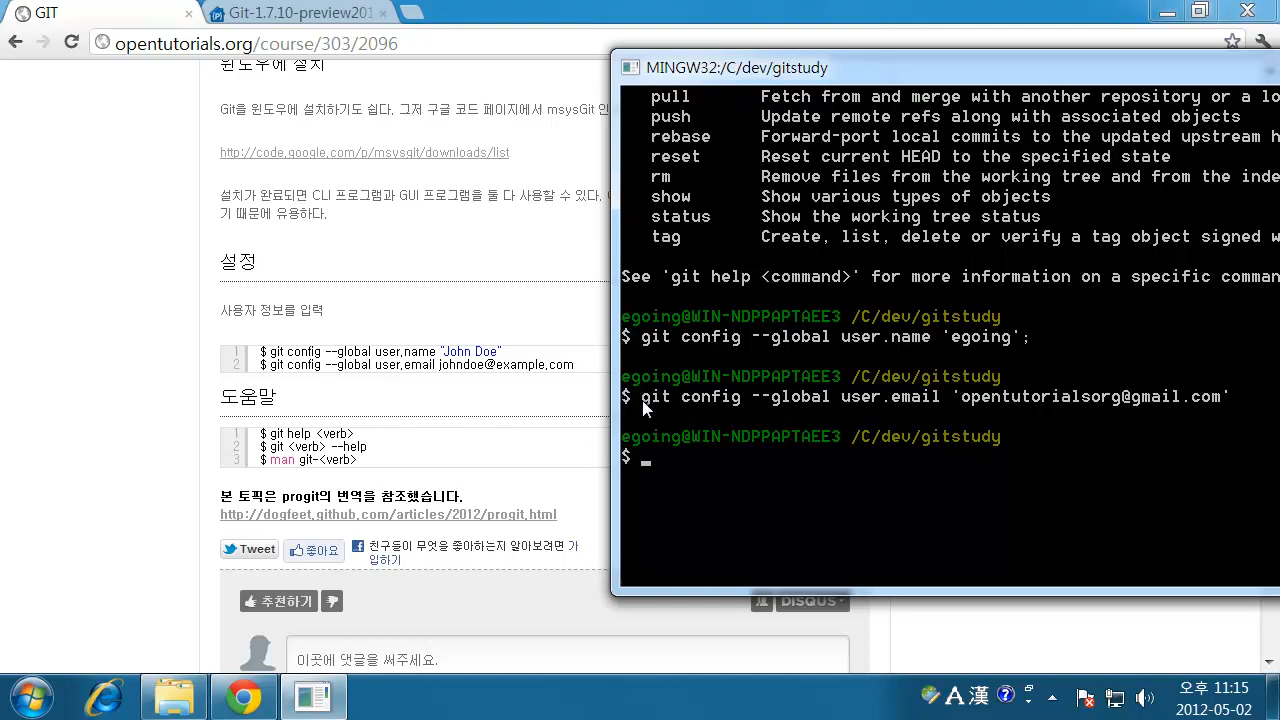 GIT
Git-1.7.10-preview201
opentutorials.org/course/303/2096
윈도우에 설치
Git을 윈도우에 설치하기도 쉽다. 그저 구글 코드 페이지에서 msysGit 인
http://code.google.com/p/msysgit/downloads/list
설치가 완료되면 CLI 프로그램과 GUI 프로그램을 둘 다 사용할 수 있다.
기 때문에 유용하다.
설정
사용자 정보를 입력
1 $ git config --global user.name "John Doe"
2 $ git config --global user.email johndoe@example.com
도움말
1 $ git help <verb>
2 $ git <verb> --help
3 $ man git-<verb>
본 토픽은 progit의 번역을 참조했습니다.
http://dogfeet.github.com/articles/2012/progit.html
Tweet
좋아요
친구들이 무엇을 좋아하는지 알아보려면 가
입하기
추천하기
DISQUS
이곳에 댓글을 써주세요.
MINGW32:/C/dev/gitstudy
pull Fetch from and merge with another repository or a lo
push Update remote refs along with associated objects
rebase Forward-port local commits to the updated upstream h
reset Reset current HEAD to the specified state
rm Remove files from the working tree and from the inde
show Show various types of objects
status Show the working tree status
tag Create, list, delete or verify a tag object signed w
See 'git help <command>' for more information on a specific comman
egoing@WIN-NDPPAPTAEE3 /C/dev/gitstudy
$ git config --global user.name 'egoing';
egoing@WIN-NDPPAPTAEE3 /C/dev/gitstudy
$ git config --global user.email 'opentutorialsorg@gmail.com'
egoing@WIN-NDPPAPTAEE3 /C/dev/gitstudy
$
A 漢
오후 11:15
2012-05-02